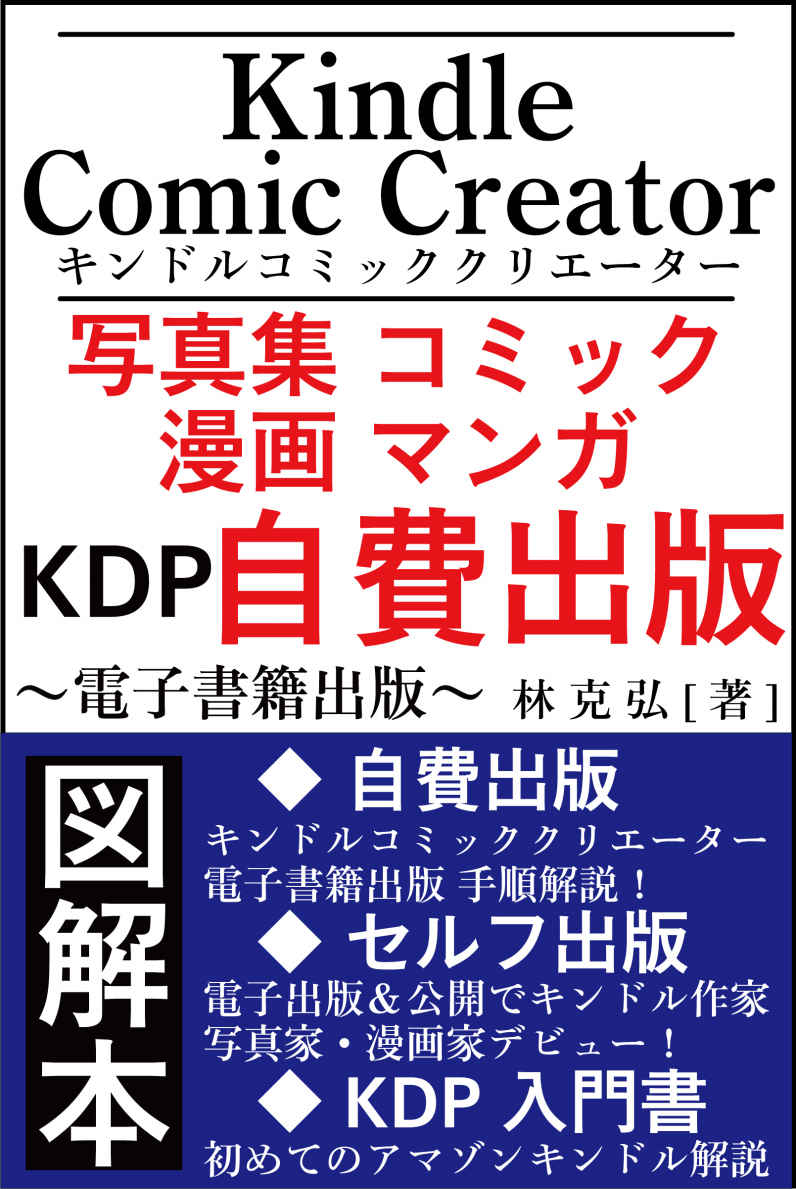 Kindle
Comic Creator
キンドルコミッククリエーター
写真集 コミック
漫画 マンガ
KDP自費出版
～電子書籍出版～ 林克弘[著]
図解本
◆ 自費出版
キンドルコミッククリエーター
電子書籍出版 手順解説！
◆ セルフ出版
電子出版＆公開でキンドル作家
写真家・漫画家デビュー！
◆ KDP 入門書
初めてのアマゾンキンドル解説